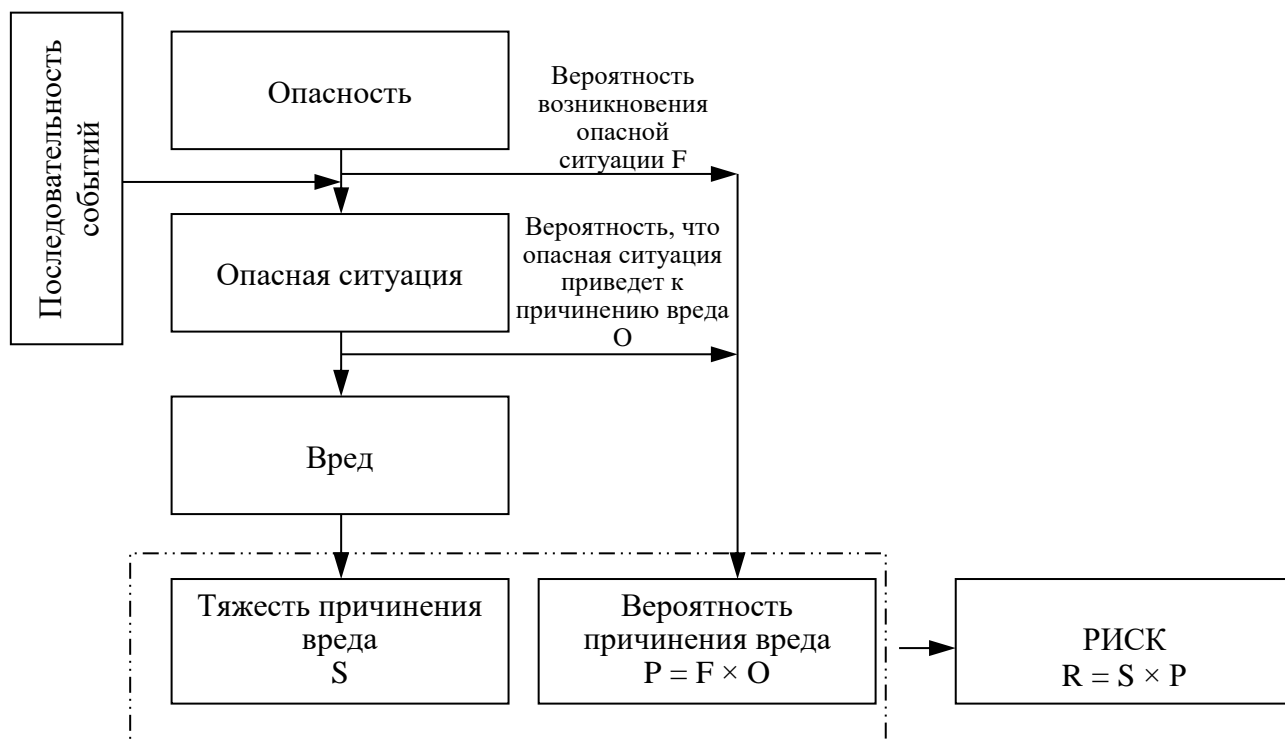 Последовательность
событий
Опасность
Вероятность
возникновения
опасной
ситуации F
Опасная ситуация
Вероятность, что
опасная ситуация
приведет к
причинению вреда
O
Вред
Тяжесть причинения
вреда
S
Вероятность
причинения вреда
P = F × O
РИСК
R = S × P